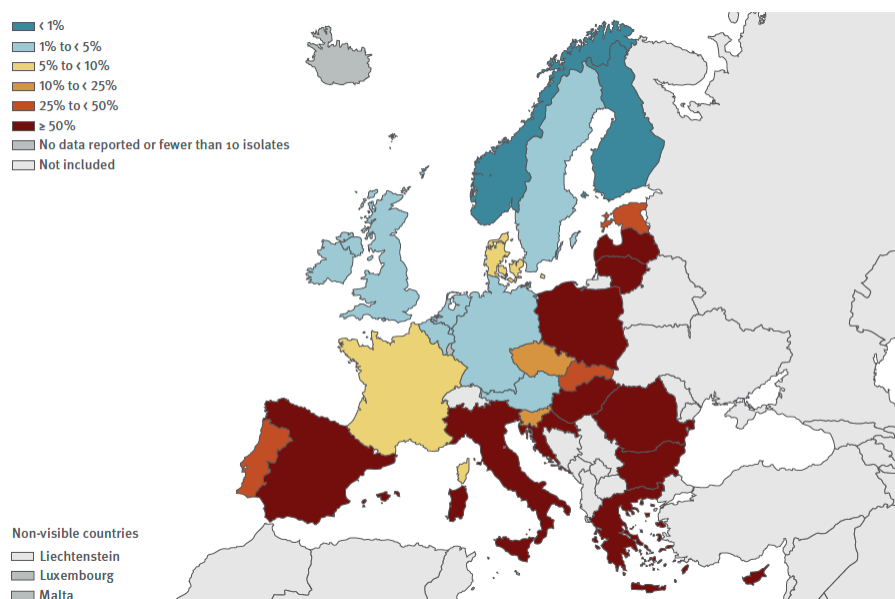 < 1%
1% to < 5%
5% to < 10%
10% to < 25%
25% to < 50%
≥ 50%
No data reported or fewer than 10 isolates
Not included
Non-visible countries
Liechtenstein
Luxembourg
Malta